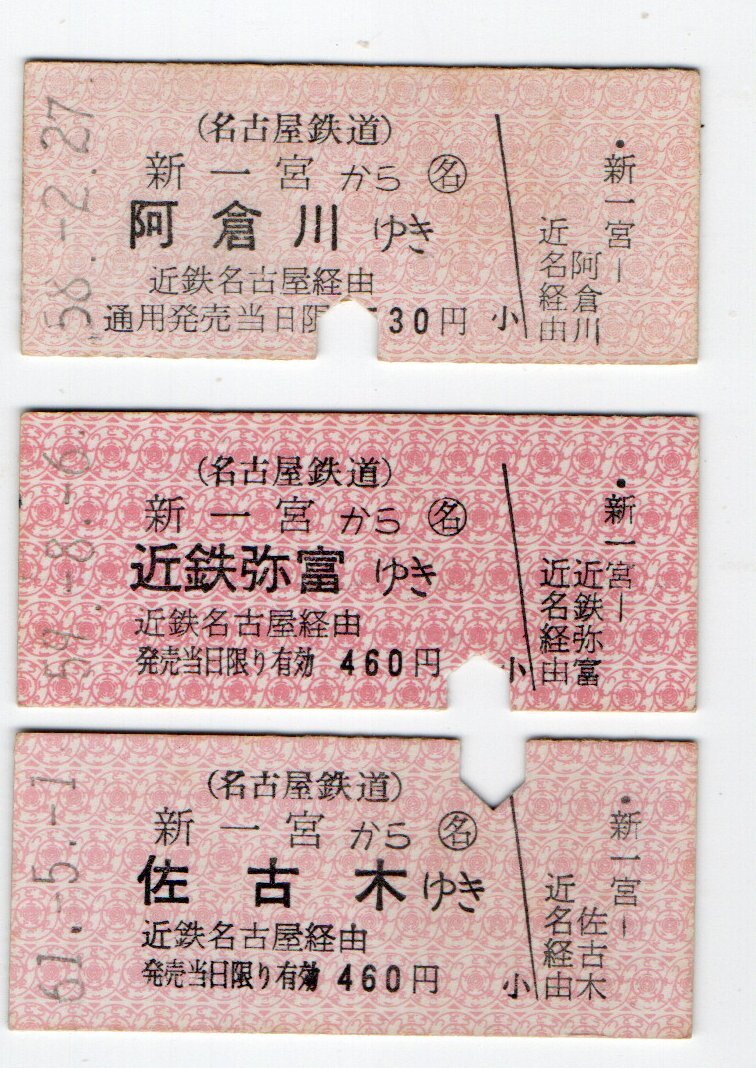 58.-2.27
(名古屋鉄道)
新一宮から ㊔
阿倉川ゆき
近鉄名古屋経由
通用発売当日限 30円 小
・新一宮―
阿倉川
近名経由
59.-8.-6.
(名古屋鉄道)
新一宮から 名
近鉄弥富ゆき
近鉄名古屋経由
発売当日限り有効 460円 小
・新一宮―
近鉄弥富
近名経由
61.-5.-1
(名古屋鉄道)
新一宮から 名
佐古木ゆき
近鉄名古屋経由
発売当日限り有効 460円 小
・新一宮―
佐古木
近名経由